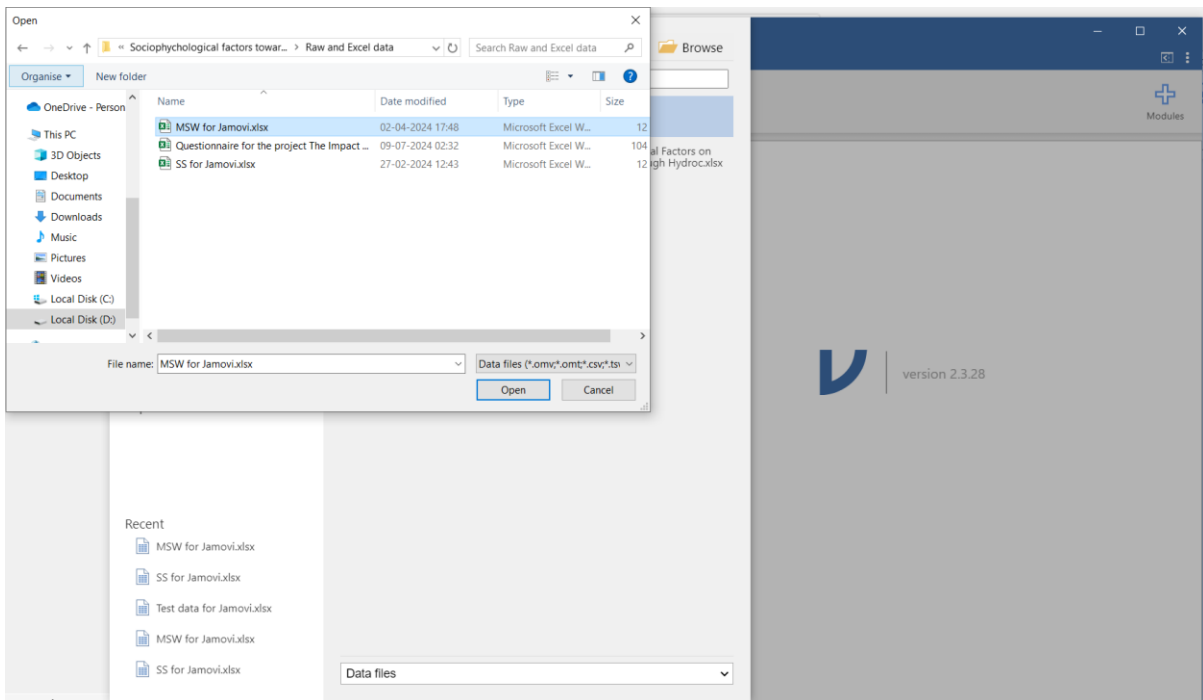 Open
« Sociophychological factors towar... > Raw and Excel data
Search Raw and Excel data
Browse
Organise
New folder
Modules
OneDrive - Person
This PC
3D Objects
Desktop
Documents
Downloads
Music
Pictures
Videos
Local Disk (C:)
Local Disk (D:)
Name Date modified Type Size
MSW for Jamovi.xlsx 02-04-2024 17:48 Microsoft Excel W... 12
Questionnaire for the project The Impact ... 09-07-2024 02:32 Microsoft Excel W... 104
SS for Jamovi.xlsx 27-02-2024 12:43 Microsoft Excel W... 12
al Factors on
gh Hydroc.xlsx
File name: MSW for Jamovi.xlsx
Data files (*.omv;*.omt;*.csv;*.tsv
Open Cancel
version 2.3.28
Recent
MSW for Jamovi.xlsx
SS for Jamovi.xlsx
Test data for Jamovi.xlsx
MSW for Jamovi.xlsx
SS for Jamovi.xlsx
Data files